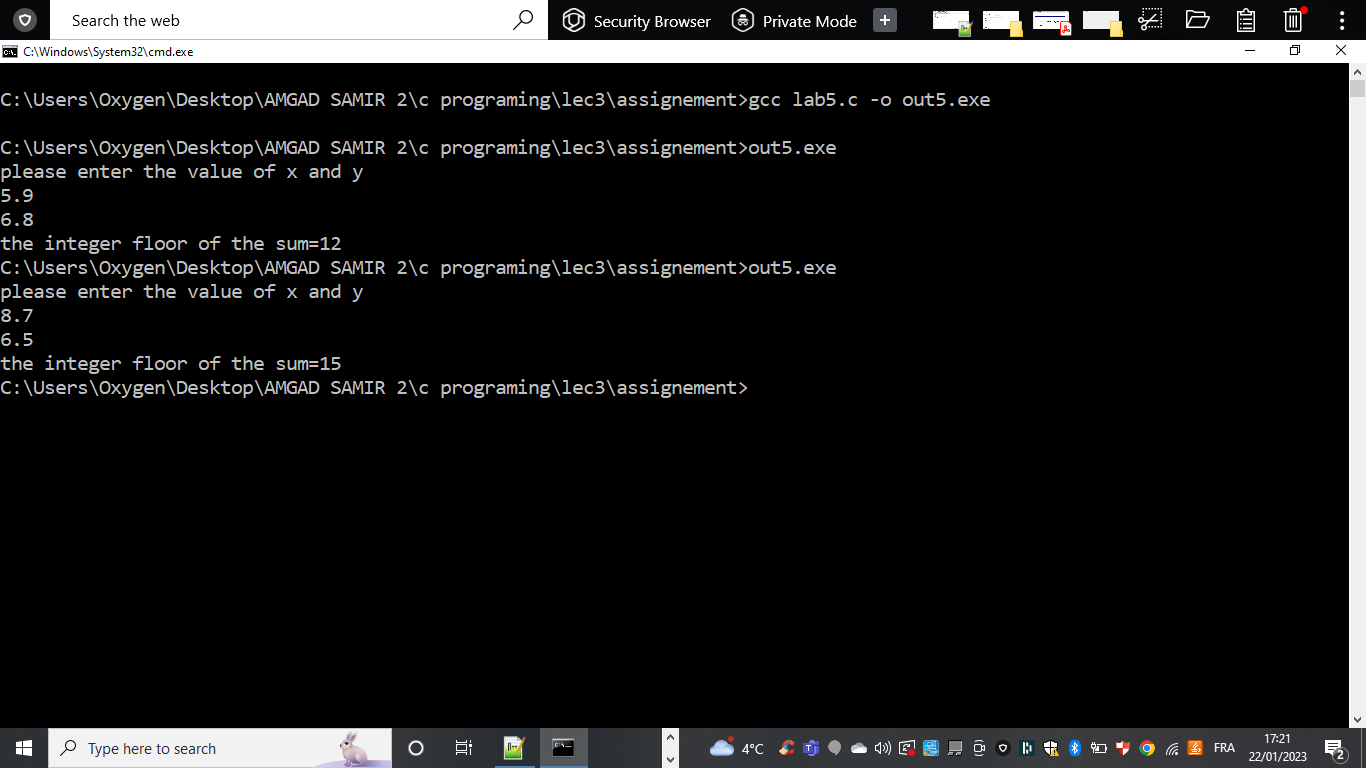 Search the web
Security Browser
Private Mode
C:\Windows\System32\cmd.exe
C:\Users\Oxygen\Desktop\AMGAD SAMIR 2\c programing\lec3\assignement>gcc lab5.c -o out5.exe
C:\Users\Oxygen\Desktop\AMGAD SAMIR 2\c programing\lec3\assignement>out5.exe
please enter the value of x and y
5.9
6.8
the integer floor of the sum=12
C:\Users\Oxygen\Desktop\AMGAD SAMIR 2\c programing\lec3\assignement>out5.exe
please enter the value of x and y
8.7
6.5
the integer floor of the sum=15
C:\Users\Oxygen\Desktop\AMGAD SAMIR 2\c programing\lec3\assignement>
Type here to search
4°C
FRA
17:21
22/01/2023
2